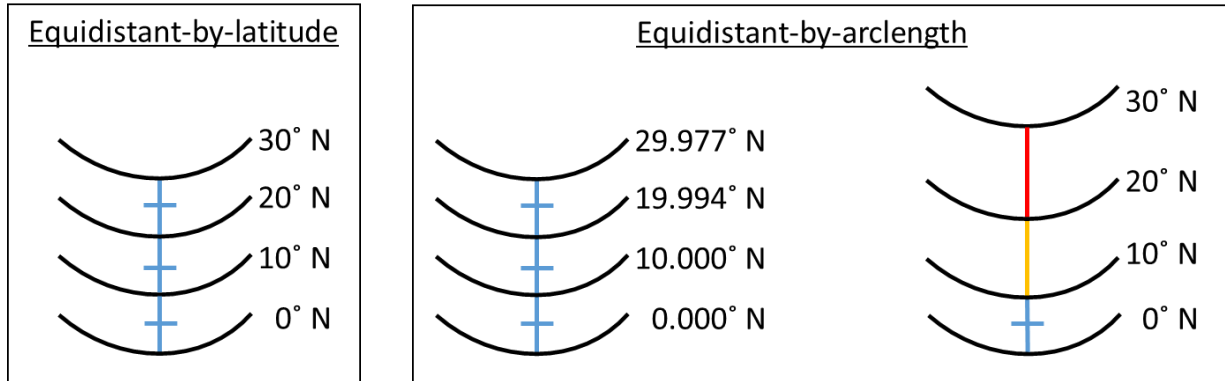 Equidistant-by-latitude
30˚ N
20˚ N
10˚ N
0˚ N
Equidistant-by-arclength
29.977˚ N
19.994˚ N
10.000˚ N
0.000˚ N
30˚ N
20˚ N
10˚ N
0˚ N